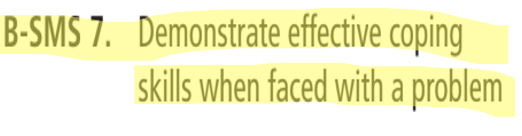 B-SMS 7. Demonstrate effective coping
skills when faced with a problem